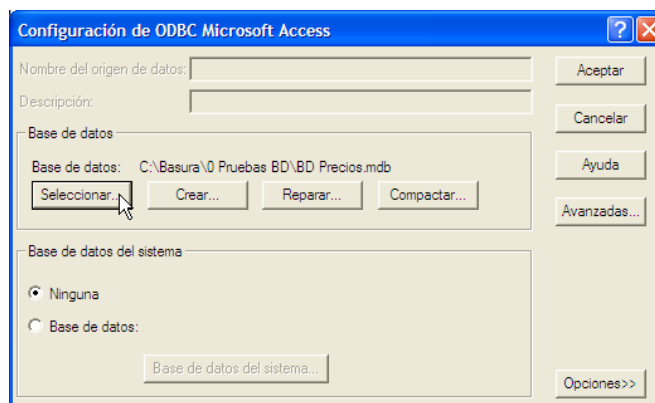 Configuración de ODBC Microsoft Access
Nombre del origen de datos:
Aceptar
Descripción:
Cancelar
Base de datos
Base de datos: C:\Basura\0 Pruebas BD\BD Precios.mdb
Ayuda
Seleccionar... Crear... Reparar... Compactar...
Avanzadas...
Base de datos del sistema
Ninguna
Base de datos:
Base de datos del sistema...
Opciones>>